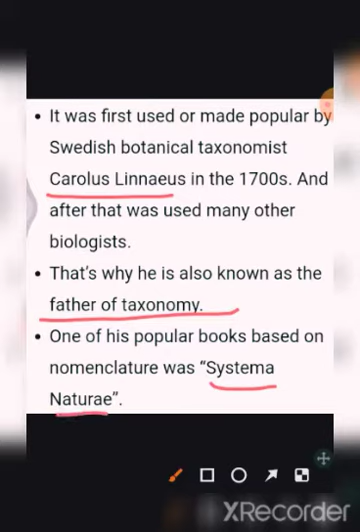 • It was first used or made popular by
Swedish botanical taxonomist
Carolus Linnaeus in the 1700s. And
after that was used many other
biologists.
• That's why he is also known as the
father of taxonomy.
• One of his popular books based on
nomenclature was “Systema
Naturae”.
XRecorder